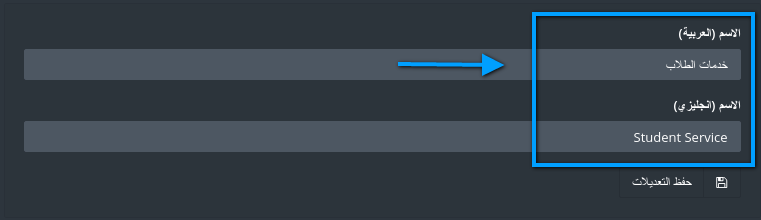 الاسم (العربية)
خدمات الطلاب
الاسم (انجليزي)
Student Service
حفظ التعديلات